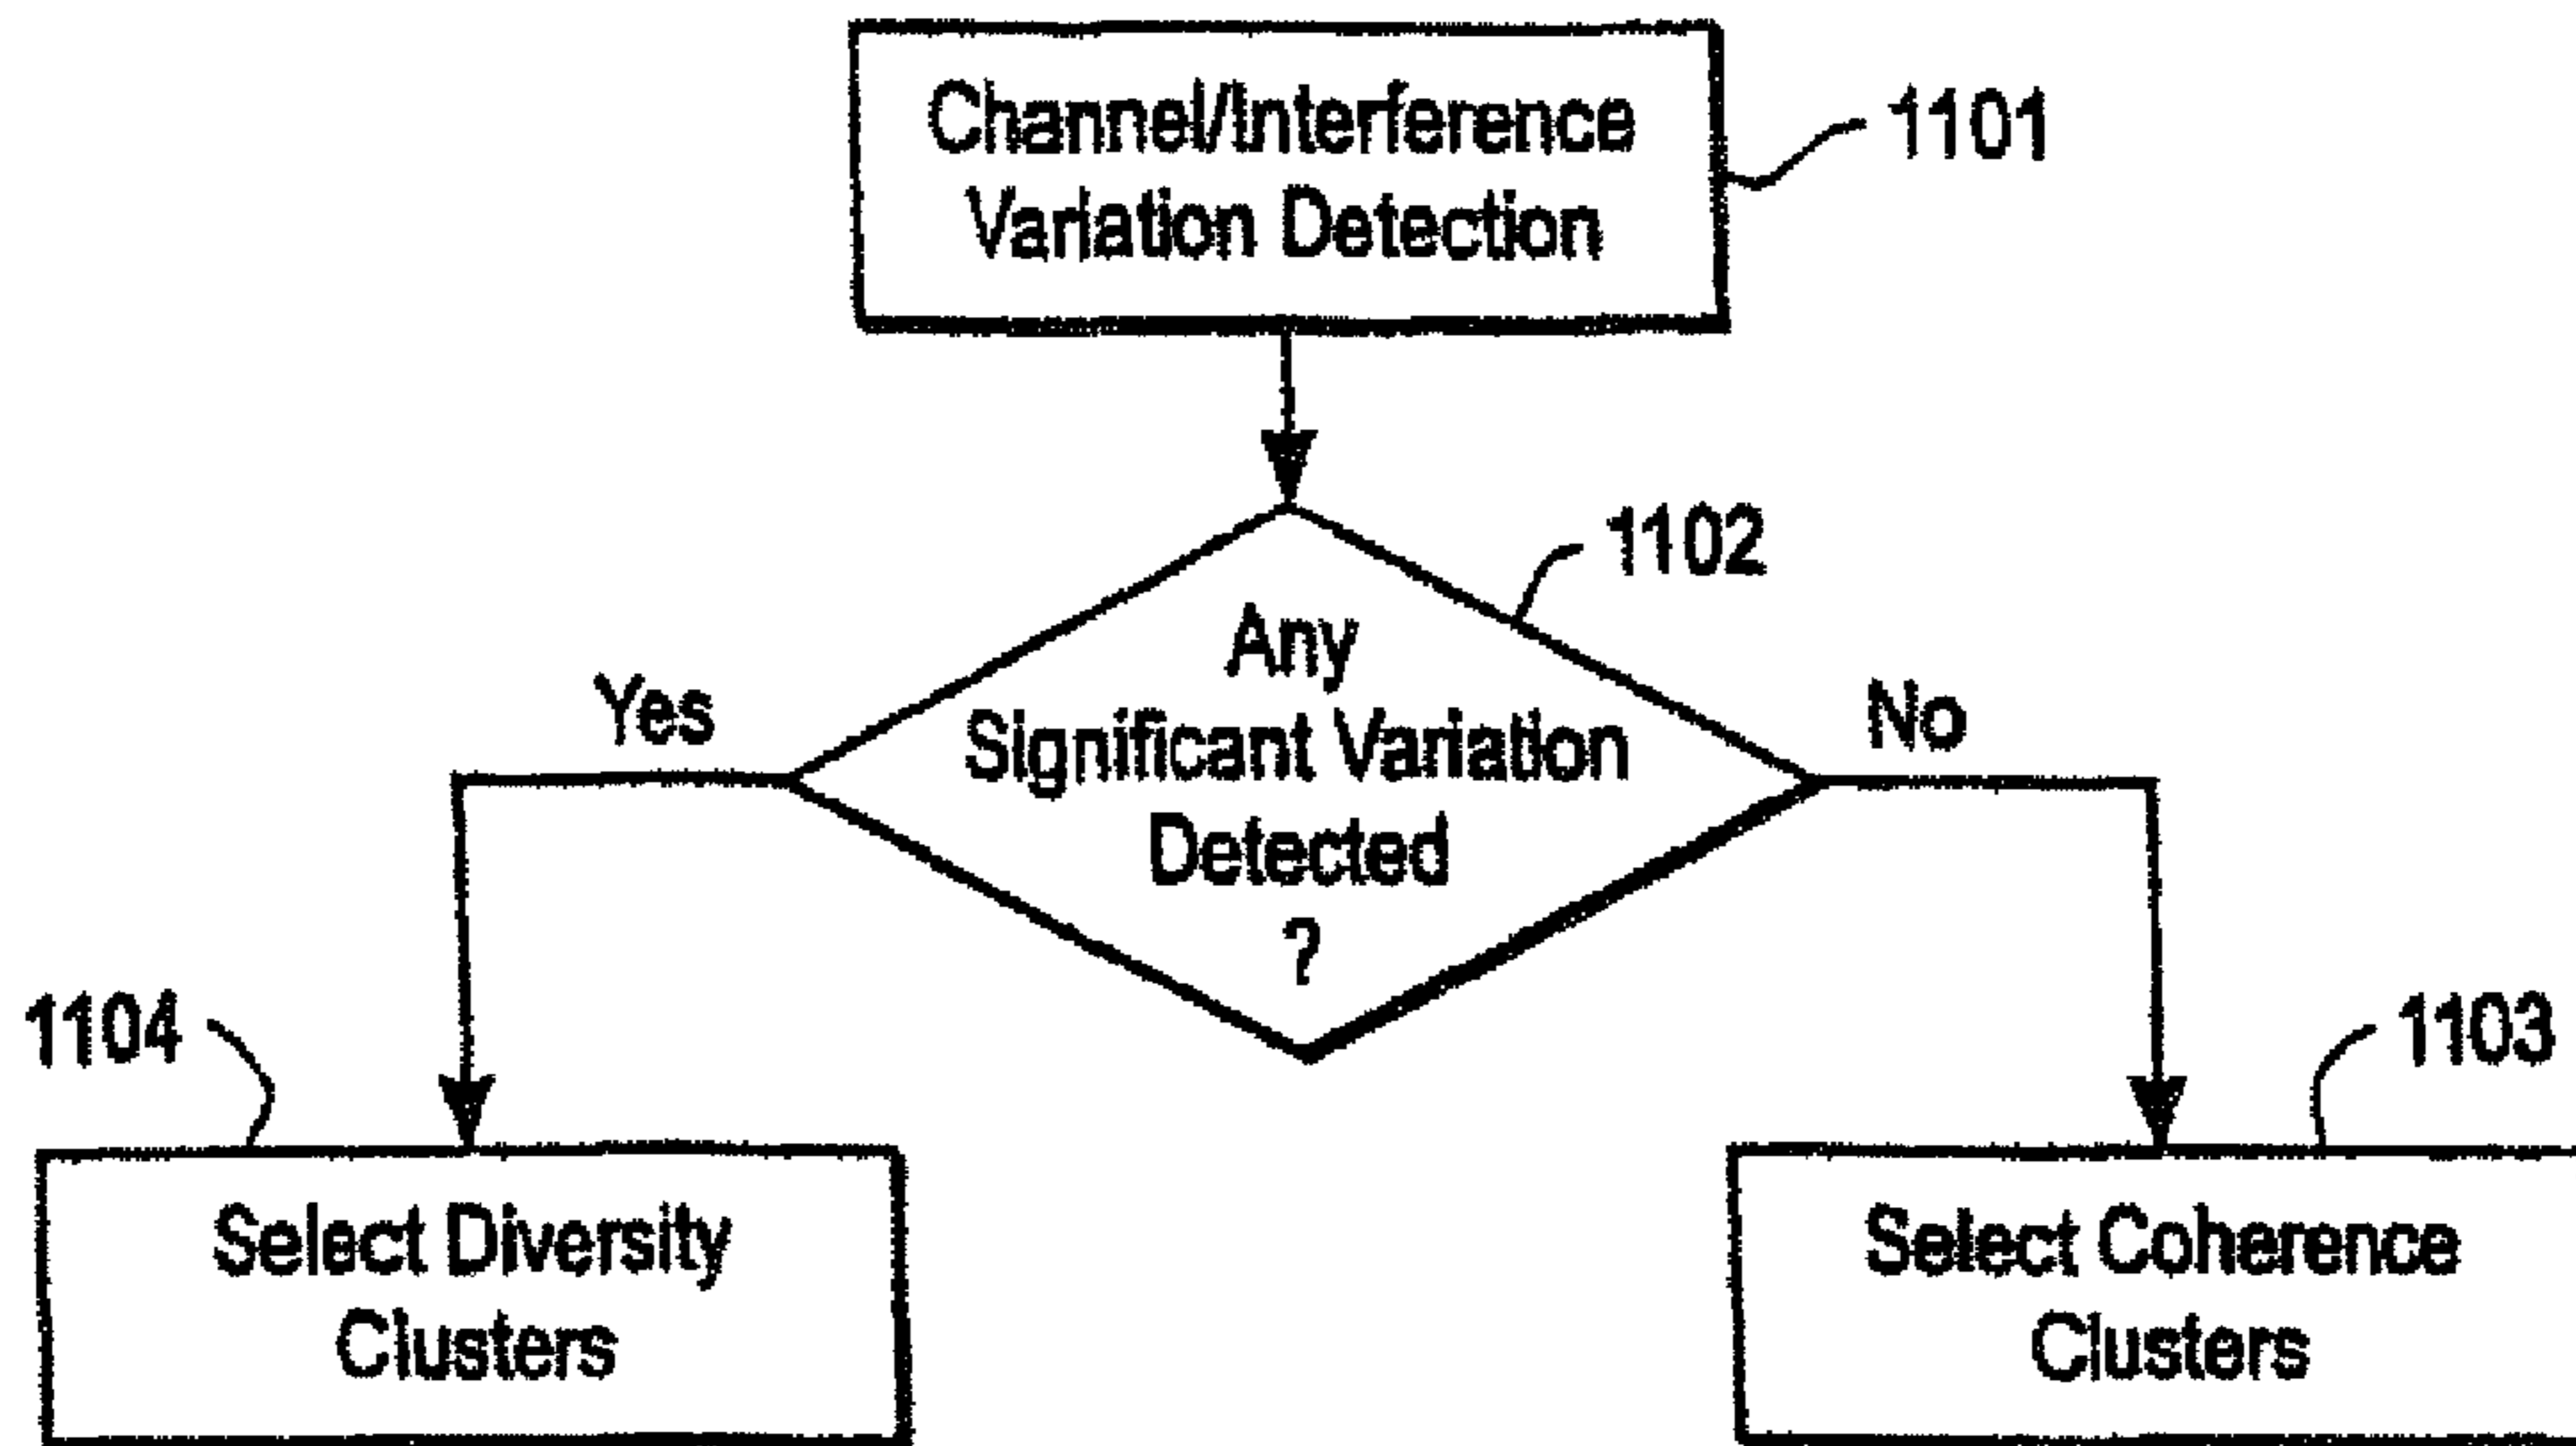 Channel/Interference
Variation Detection
1101
1102
Any
Significant Variation
Detected
?
Yes
No
1104
1103
Select Diversity
Clusters
Select Coherence
Clusters